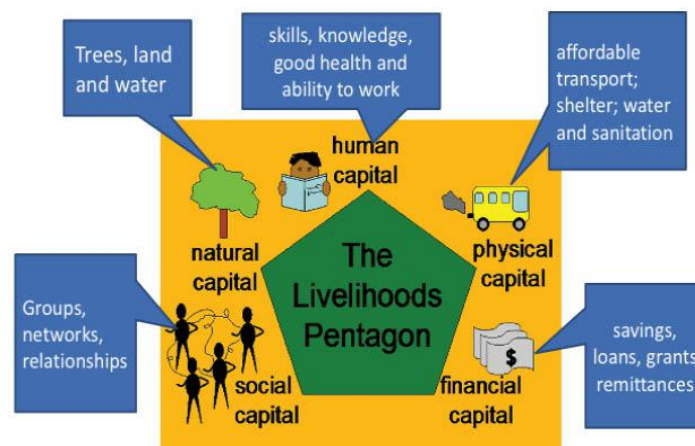 Trees, land
and water
skills, knowledge,
good health and
ability to work
affordable
transport;
shelter; water
and sanitation
human
capital
natural
capital
physical
capital
The
Livelihoods
Pentagon
Groups,
networks,
relationships
social
capital
$
financial
capital
savings,
loans, grants
remittances